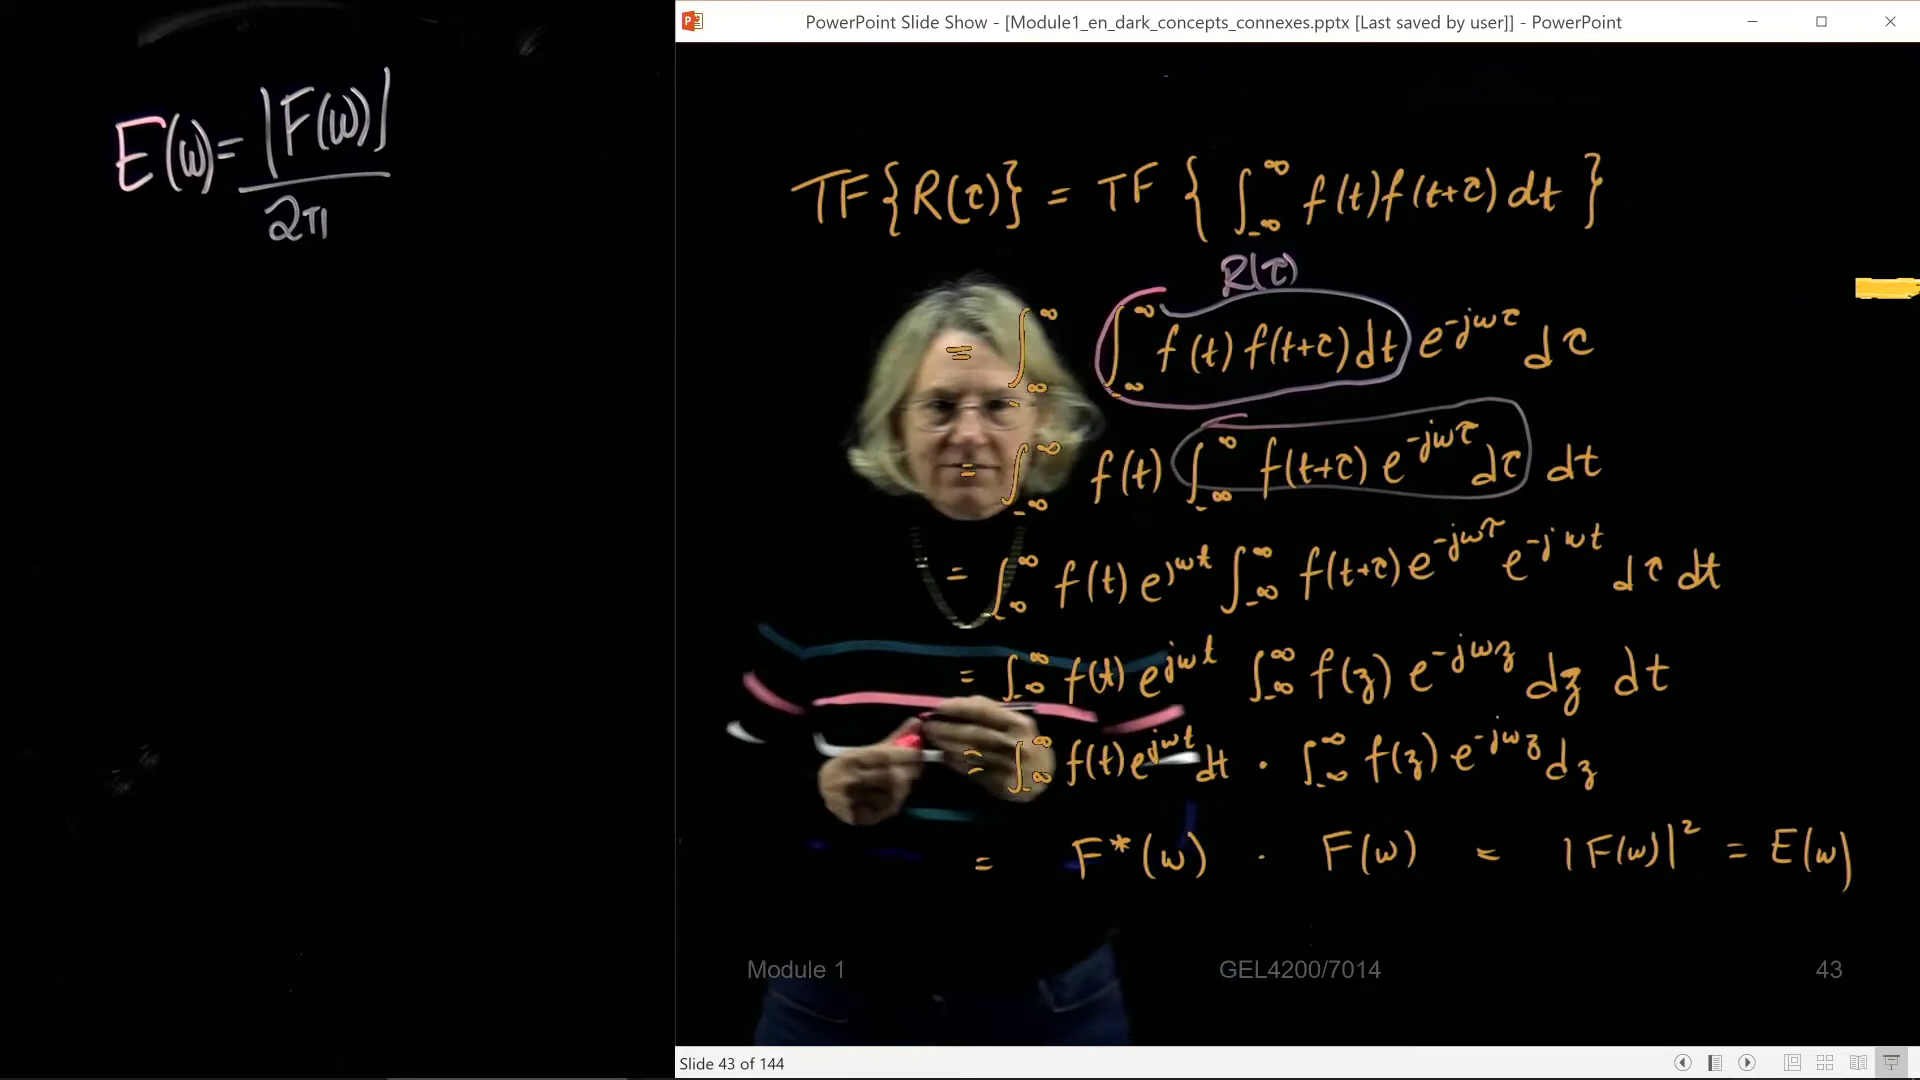 PowerPoint Slide Show - [Module1_en_dark_concepts_connexes.pptx [Last saved by user]] - PowerPoint
E(ω) = |F(ω)|
2π
TF{R(τ)} = TF { ∫_-∞^∞ f(t)f(t+τ) dt }
R(τ)
= ∫_-∞^∞ ∫_-∞^∞ f(t) f(t+τ) dt e^-jωτ dτ
= ∫_-∞^∞ f(t) ∫_-∞^∞ f(t+τ) e^-jωτ dτ dt
= ∫_-∞^∞ f(t) e^jωt ∫_-∞^∞ f(t+τ) e^-jωτ e^-jωt dτ dt
= ∫_-∞^∞ f(t) e^jωt ∫_-∞^∞ f(z) e^-jωz dz dt
= ∫_-∞^∞ f(t) e^jωt dt · ∫_-∞^∞ f(z) e^-jωz dz
= F*(ω) · F(ω) = |F(ω)|² = E(ω)
Module 1 GEL4200/7014 43
Slide 43 of 144